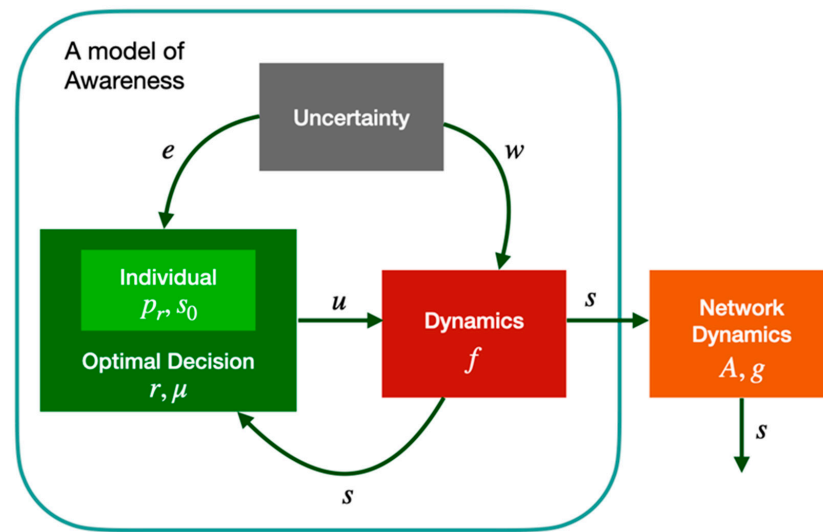 A model of
Awareness
Uncertainty
e
w
Individual
p_r, s_0
Optimal Decision
r, μ
u
Dynamics
f
s
Network
Dynamics
A, g
s
s